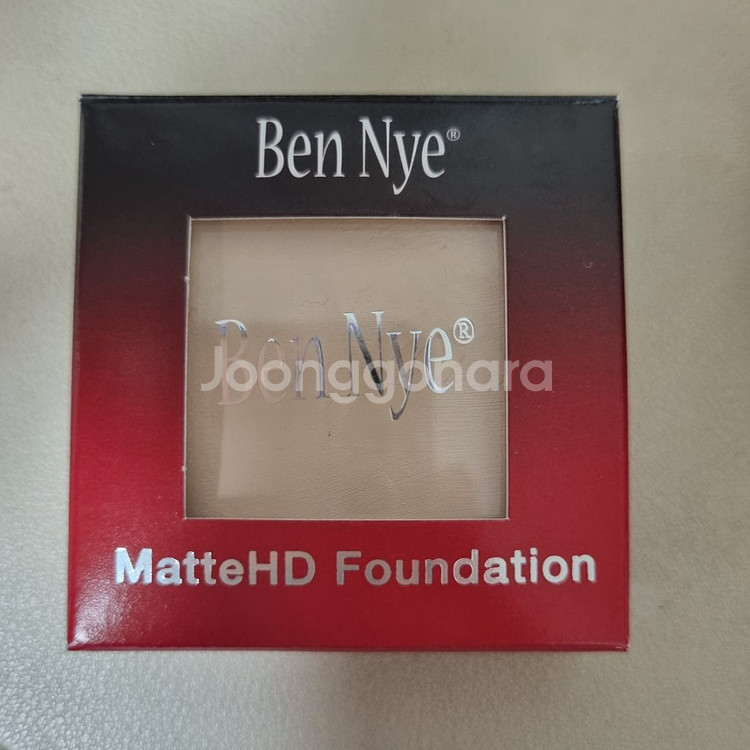 Ben Nye®
Ben Nye®
Joonggonara
MatteHD Foundation